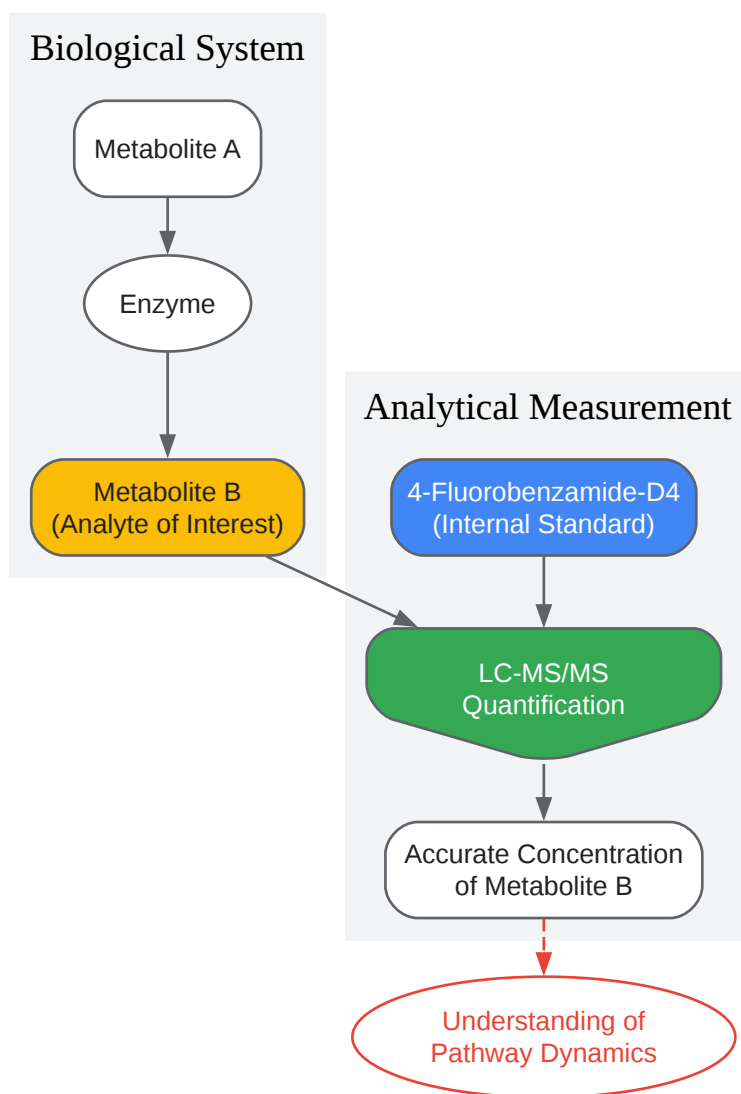 Biological System
Metabolite A
Enzyme
Metabolite B
(Analyte of Interest)
Analytical Measurement
4-Fluorobenzamide-D4
(Internal Standard)
LC-MS/MS
Quantification
Accurate Concentration
of Metabolite B
Understanding of
Pathway Dynamics